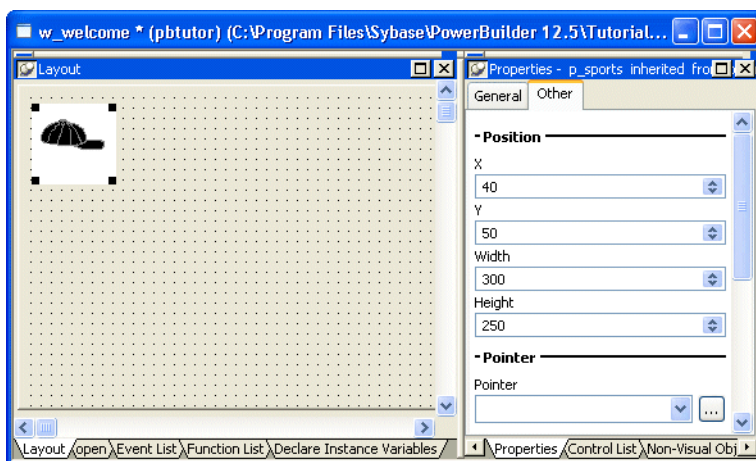 w_welcome * (pbtutor) (C:\Program Files\Sybase\PowerBuilder 12.5\Tutorial...
Layout
Properties - p_sports inherited
General Other
Position
X
40
Y
50
Width
300
Height
250
Pointer
Pointer
...
Layout open Event List Function List Declare Instance Variables
Properties Control List Non-Visual Obj